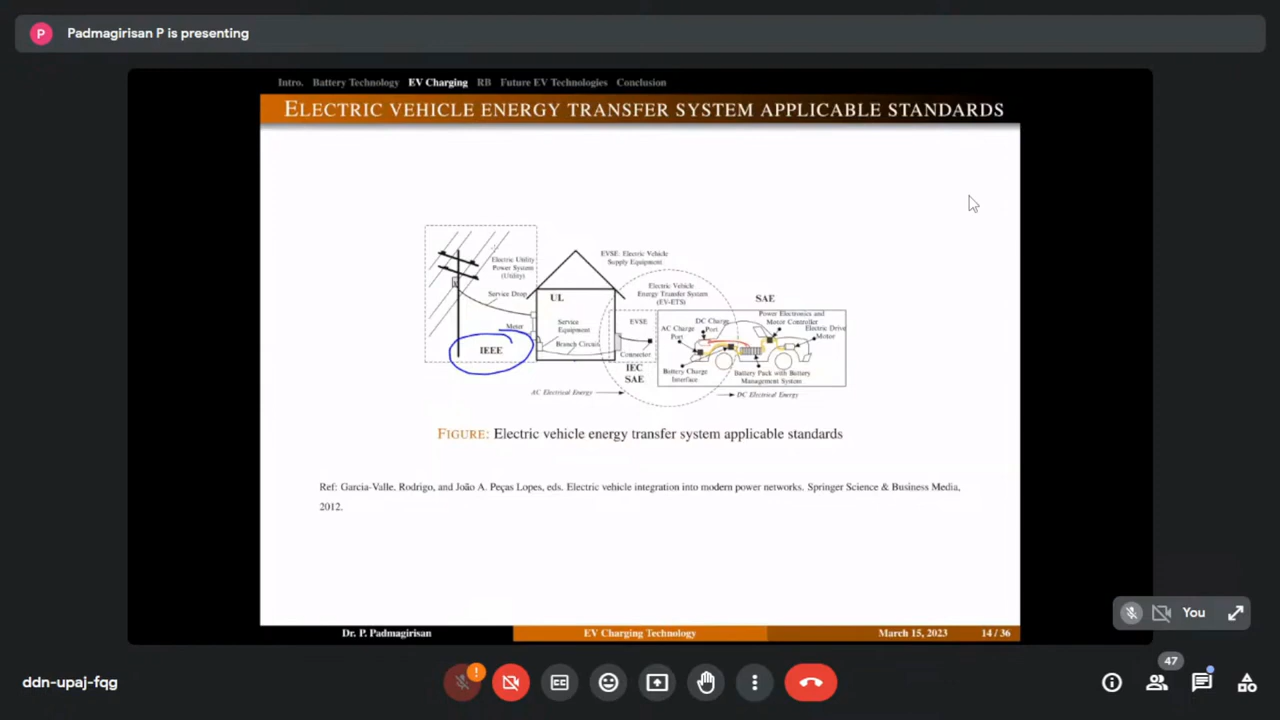 P Padmagirisan P is presenting
Intro. Battery Technology EV Charging RB Future EV Technologies Conclusion
ELECTRIC VEHICLE ENERGY TRANSFER SYSTEM APPLICABLE STANDARDS
Electric Utility
Power System
(Utility)
Service Drop
Meter
IEEE
UL
Service
Equipment
Branch Circuit
EVSE: Electric Vehicle
Supply Equipment
Electric Vehicle
Energy Transfer System
(EV-ETS)
EVSE
Connector
IEC
SAE
AC Electrical Energy
SAE
DC Charge
Port
AC Charge
Port
Power Electronics and
Motor Controller
Electric Drive
Motor
Battery Charge
Interface
Battery Pack with Battery
Management System
DC Electrical Energy
FIGURE: Electric vehicle energy transfer system applicable standards
Ref: Garcia-Valle, Rodrigo, and João A. Peças Lopes, eds. Electric vehicle integration into modern power networks. Springer Science & Business Media,
2012.
Dr. P. Padmagirisan EV Charging Technology March 15, 2023 14 / 36
You
ddn-upaj-fqg
!
CC
47